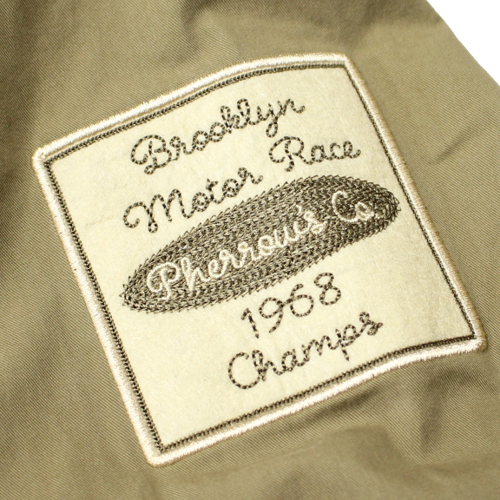 Brooklyn
Motor Race
Pherrow's Co.
1968
Champs